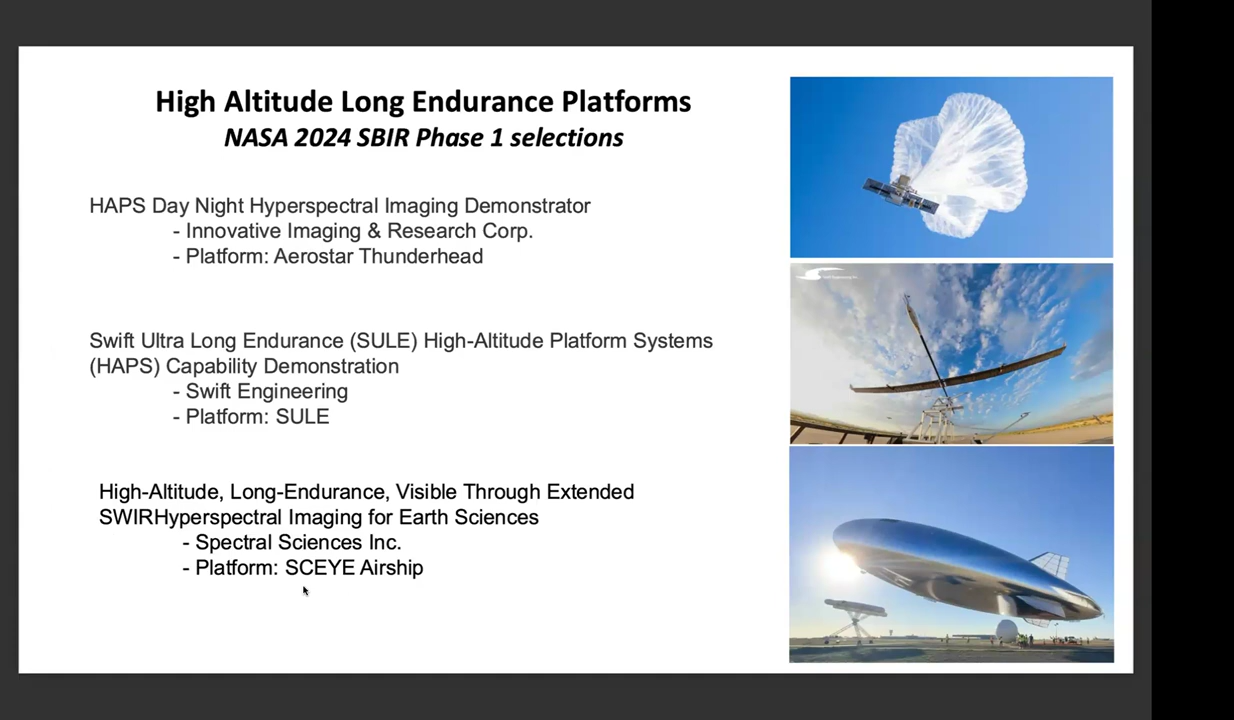 High Altitude Long Endurance Platforms
NASA 2024 SBIR Phase 1 selections
HAPS Day Night Hyperspectral Imaging Demonstrator
- Innovative Imaging & Research Corp.
- Platform: Aerostar Thunderhead
Swift Ultra Long Endurance (SULE) High-Altitude Platform Systems
(HAPS) Capability Demonstration
- Swift Engineering
- Platform: SULE
High-Altitude, Long-Endurance, Visible Through Extended
SWIRHyperspectral Imaging for Earth Sciences
- Spectral Sciences Inc.
- Platform: SCEYE Airship